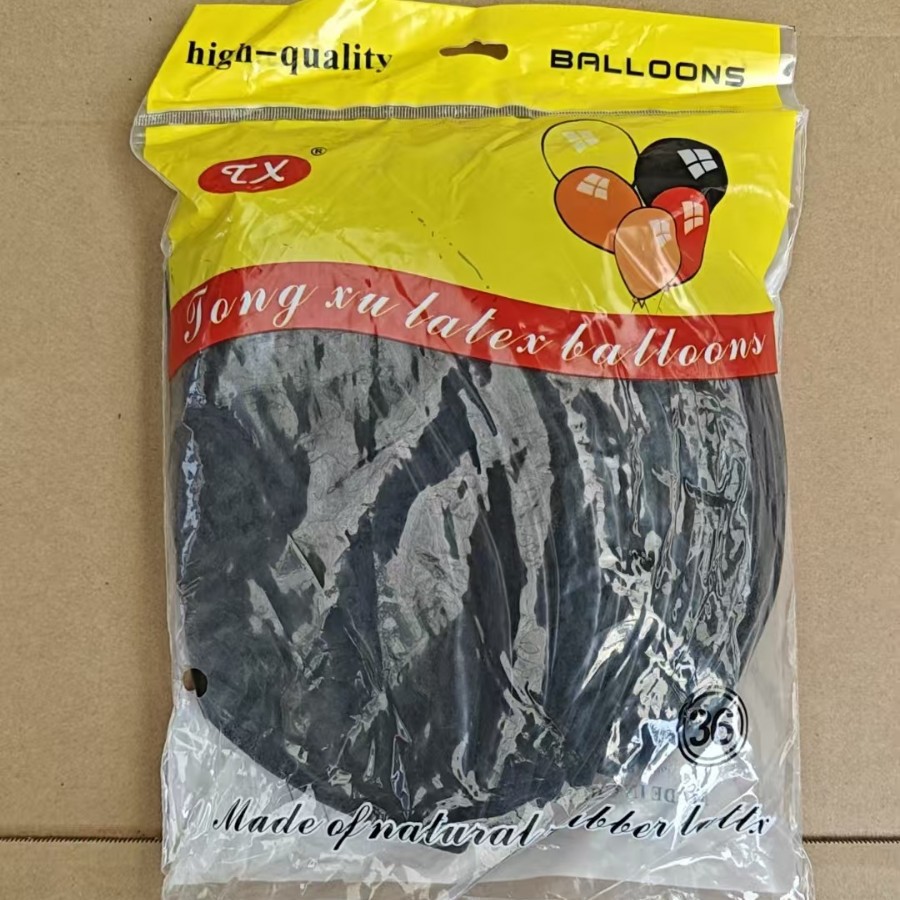 high-quality
BALLOONS
TX ®
Tong xu latex balloons
36
Made of natural